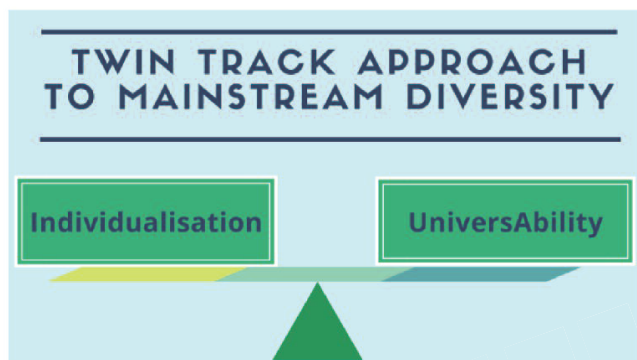 TWIN TRACK APPROACH
TO MAINSTREAM DIVERSITY
Individualisation
UniversAbility